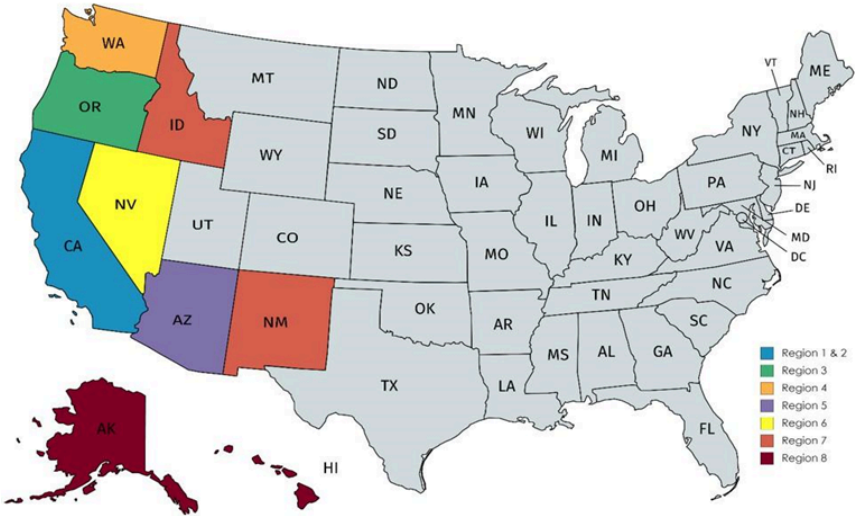 WA
MT
ND
MN
OR
ID
SD
WI
MI
NY
VT
NH
ME
MA
CT
RI
WY
NE
IA
PA
NJ
NV
UT
CO
IL
IN
OH
DE
MD
DC
WV
VA
CA
KS
MO
KY
AZ
NM
OK
AR
TN
NC
SC
MS
AL
GA
TX
LA
FL
AK
HI
Region 1 & 2
Region 3
Region 4
Region 5
Region 6
Region 7
Region 8